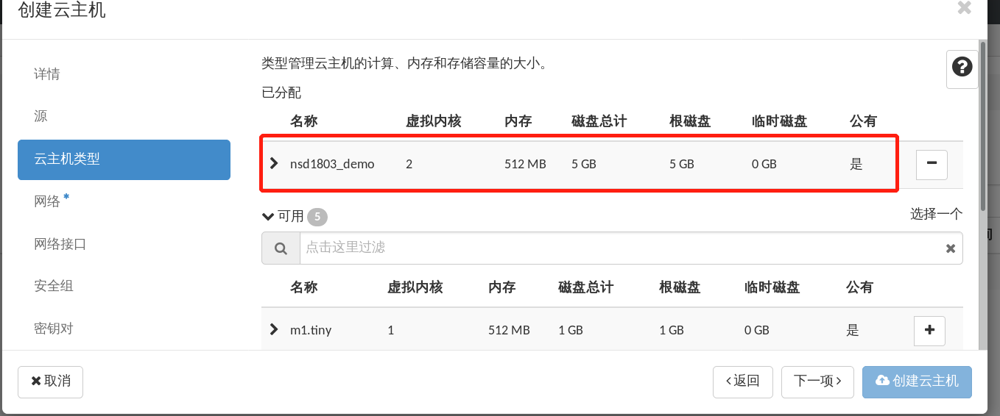 创建云主机
详情
源
云主机类型
网络 *
网络接口
安全组
密钥对
类型管理云主机的计算、内存和存储容量的大小。
已分配
名称 虚拟内核 内存 磁盘总计 根磁盘 临时磁盘 公有
nsd1803_demo 2 512 MB 5 GB 5 GB 0 GB 是
可用 5 选择一个
点击这里过滤
名称 虚拟内核 内存 磁盘总计 根磁盘 临时磁盘 公有
m1.tiny 1 512 MB 1 GB 1 GB 0 GB 是
取消 返回 下一项 创建云主机